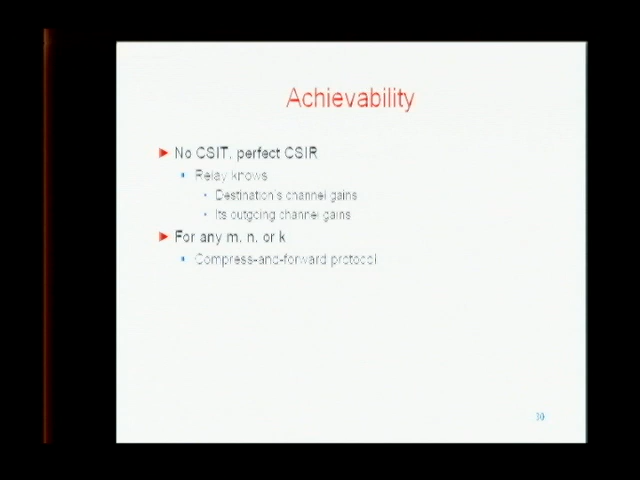 Achievability
No CSIT, perfect CSIR
Relay knows
Destination's channel gains
Its outgoing channel gains
For any m, n, or k
Compress-and-forward protocol
30